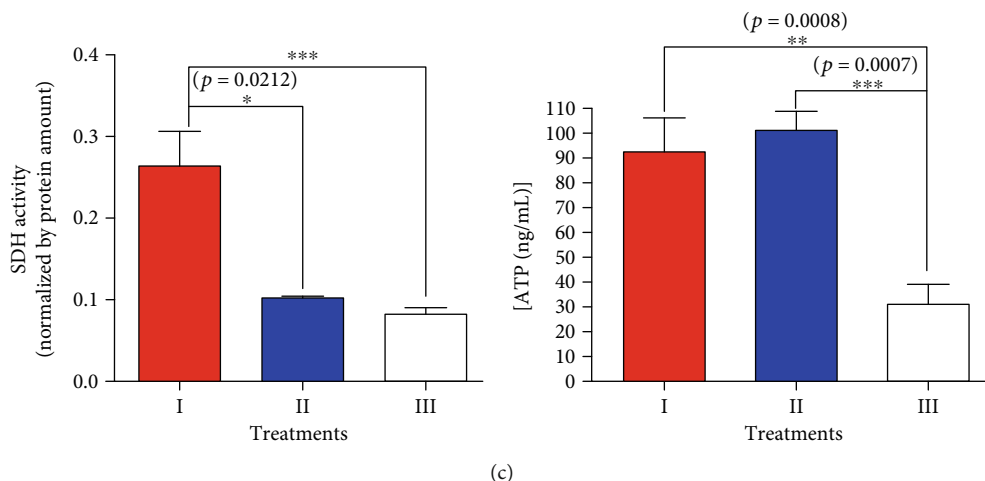 SDH activity
(normalized by protein amount)
0.4
0.3
0.2
0.1
0.0
***
(p = 0.0212)
*
I
II
III
Treatments
[ATP (ng/mL)]
110
100
90
80
70
60
50
40
30
20
10
0
(p = 0.0008)
**
(p = 0.0007)
***
I
II
III
Treatments
(c)